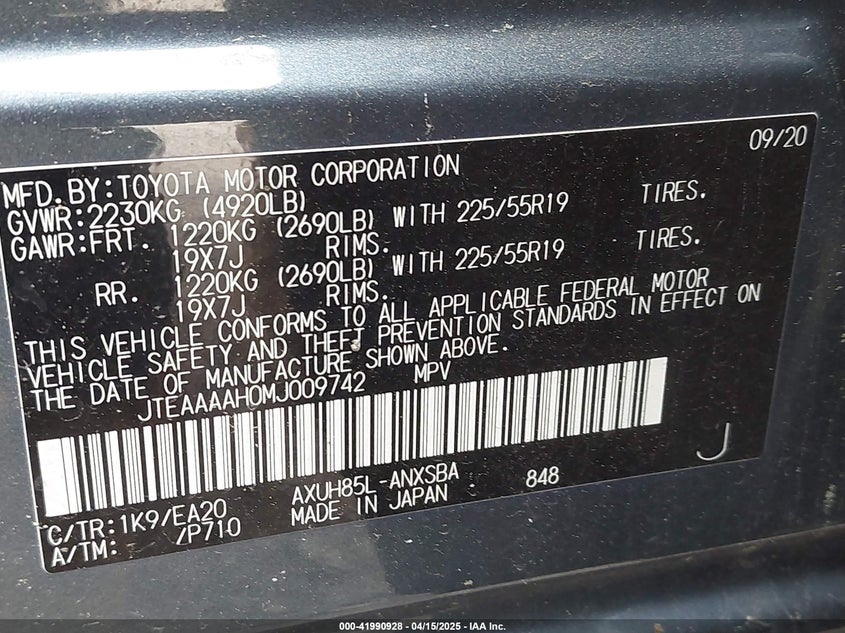 09/20
MFD.BY:TOYOTA MOTOR CORPORATION
GVWR:2230KG (4920LB)
GAWR:FRT. 1220KG (2690LB) WITH 225/55R19 TIRES.
19X7J RIMS.
RR. 1220KG (2690LB) WITH 225/55R19 TIRES.
19X7J RIMS.
THIS VEHICLE CONFORMS TO ALL APPLICABLE FEDERAL MOTOR
VEHICLE SAFETY AND THEFT PREVENTION STANDARDS IN EFFECT ON
THE DATE OF MANUFACTURE SHOWN ABOVE.
JTEAAAAH0MJ009742 MPV
J
C/TR:1K9/EA20 AXUH85L-ANXSBA 848
A/TM: /P710 MADE IN JAPAN
000-41990928 - 04/15/2025 - IAA Inc.